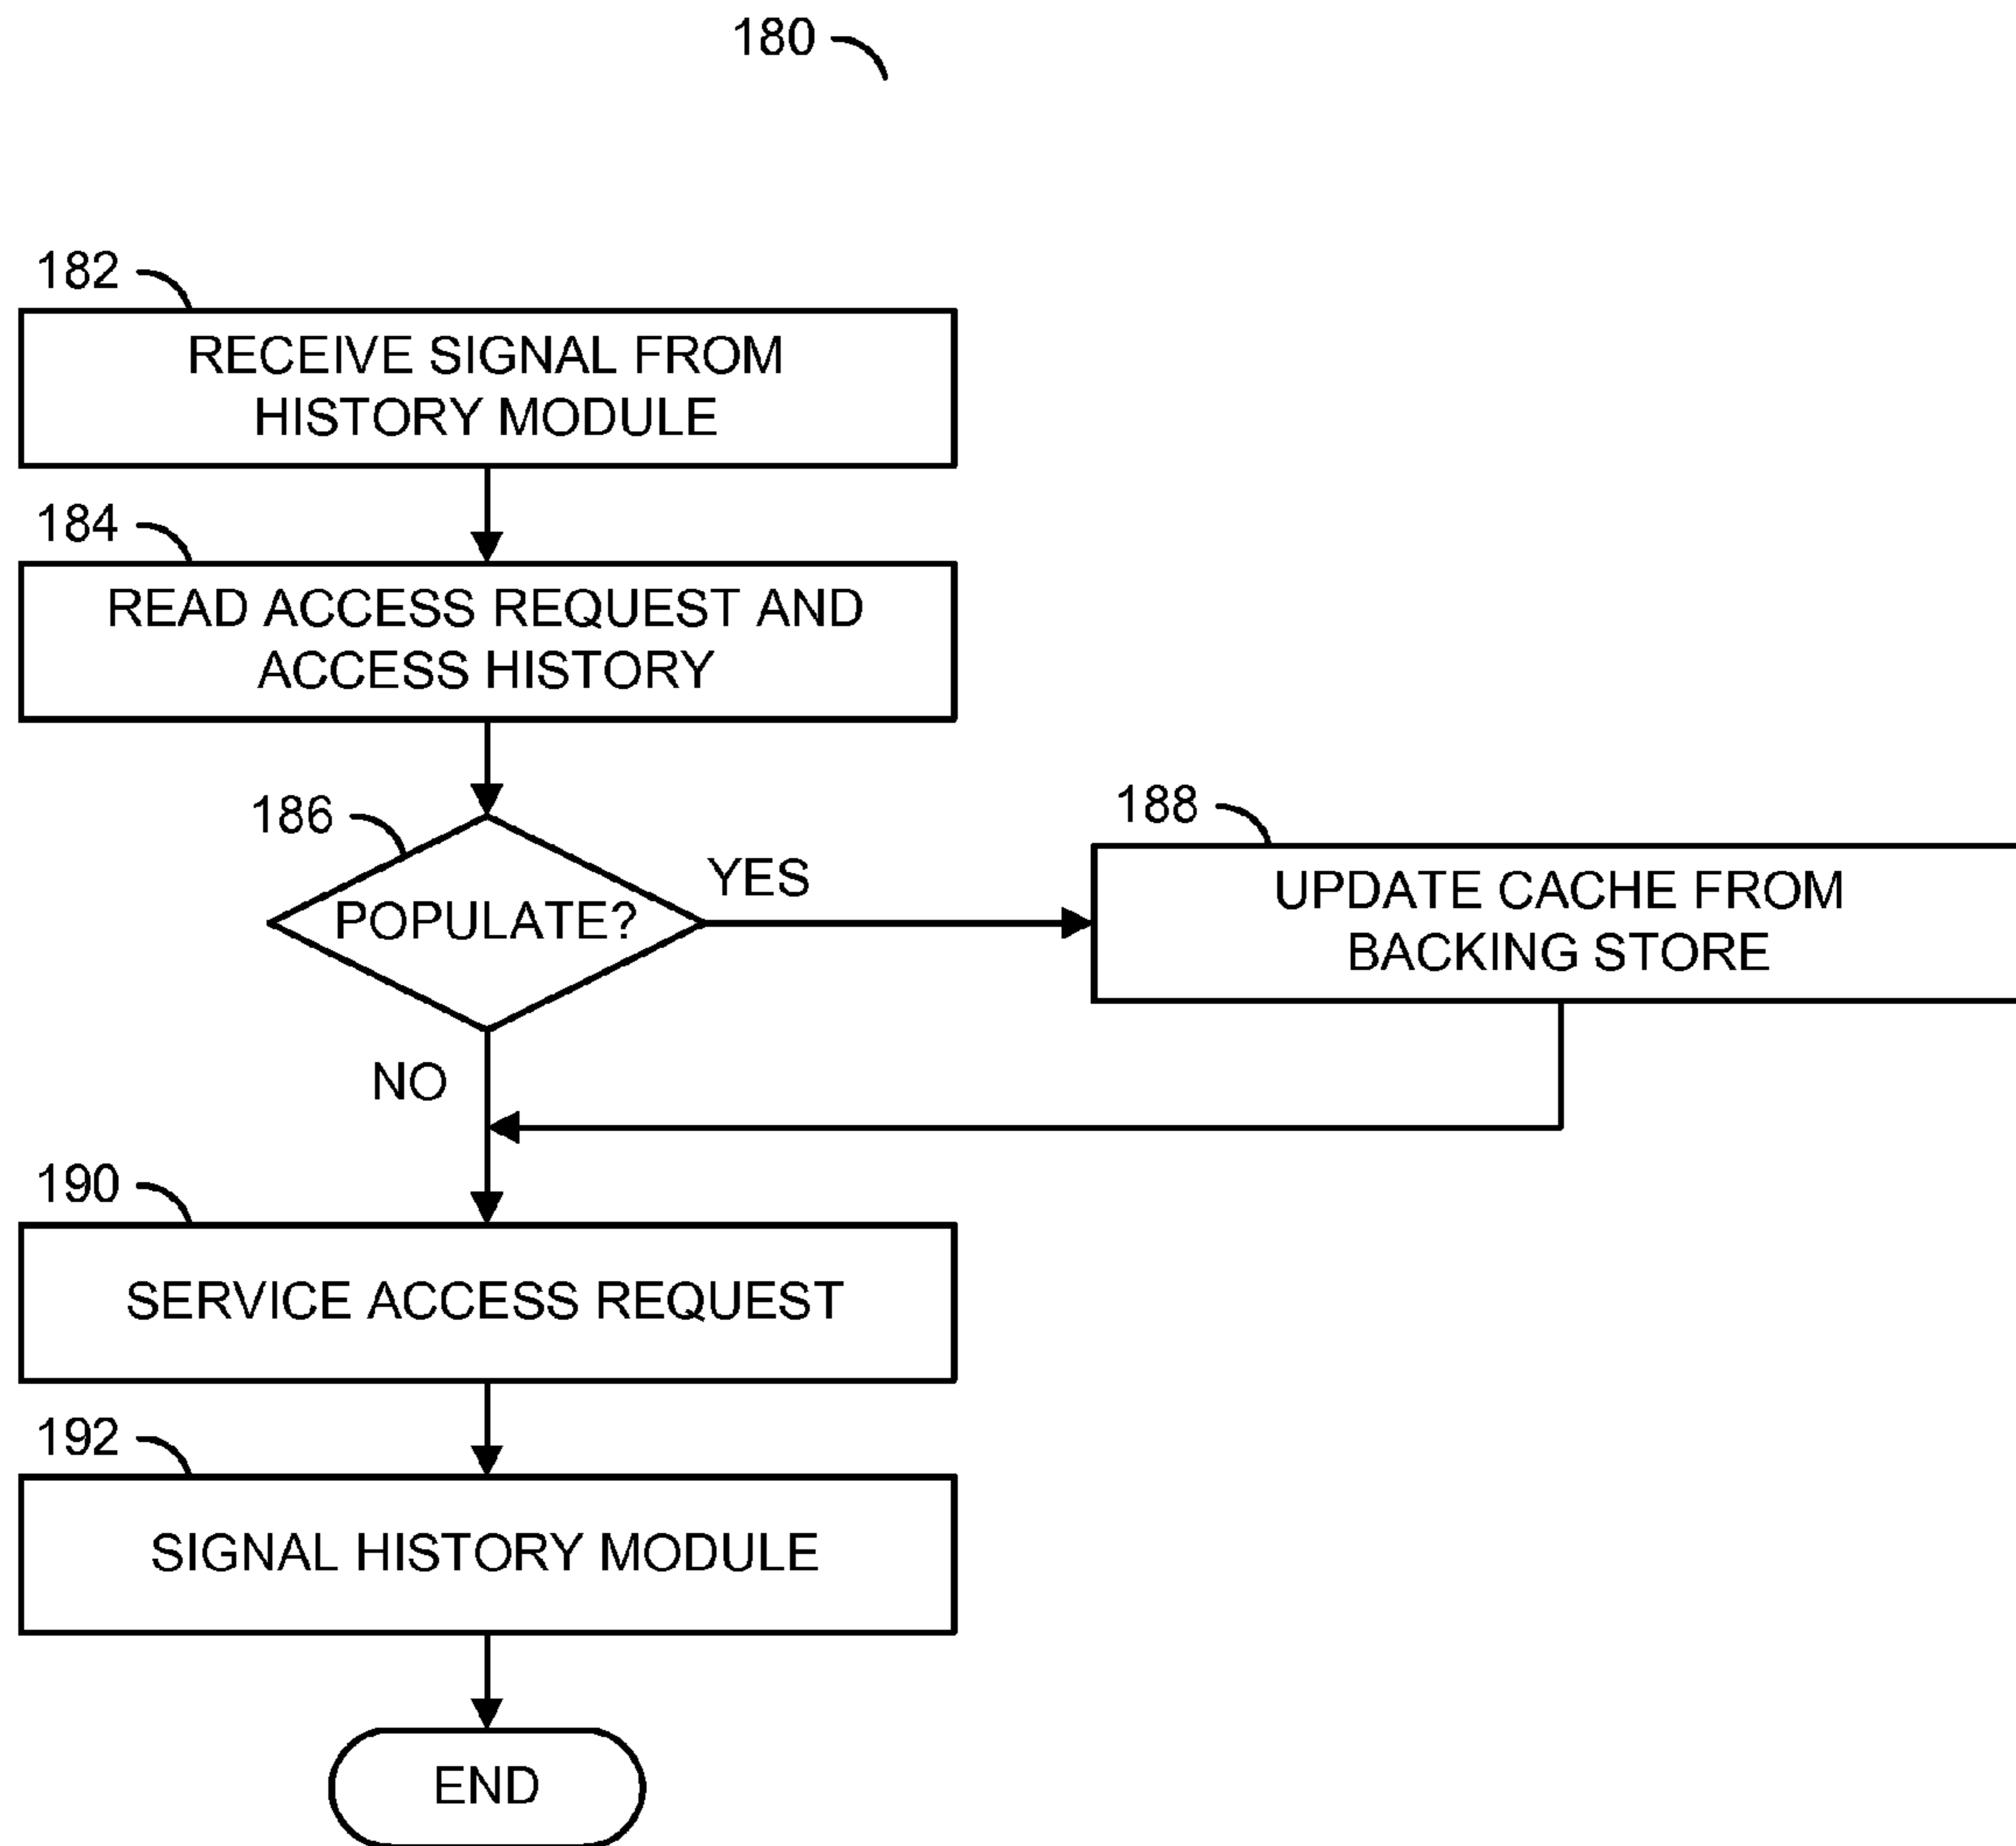 180
182
RECEIVE SIGNAL FROM
HISTORY MODULE
184
READ ACCESS REQUEST AND
ACCESS HISTORY
186
POPULATE?
YES
188
UPDATE CACHE FROM
BACKING STORE
NO
190
SERVICE ACCESS REQUEST
192
SIGNAL HISTORY MODULE
END